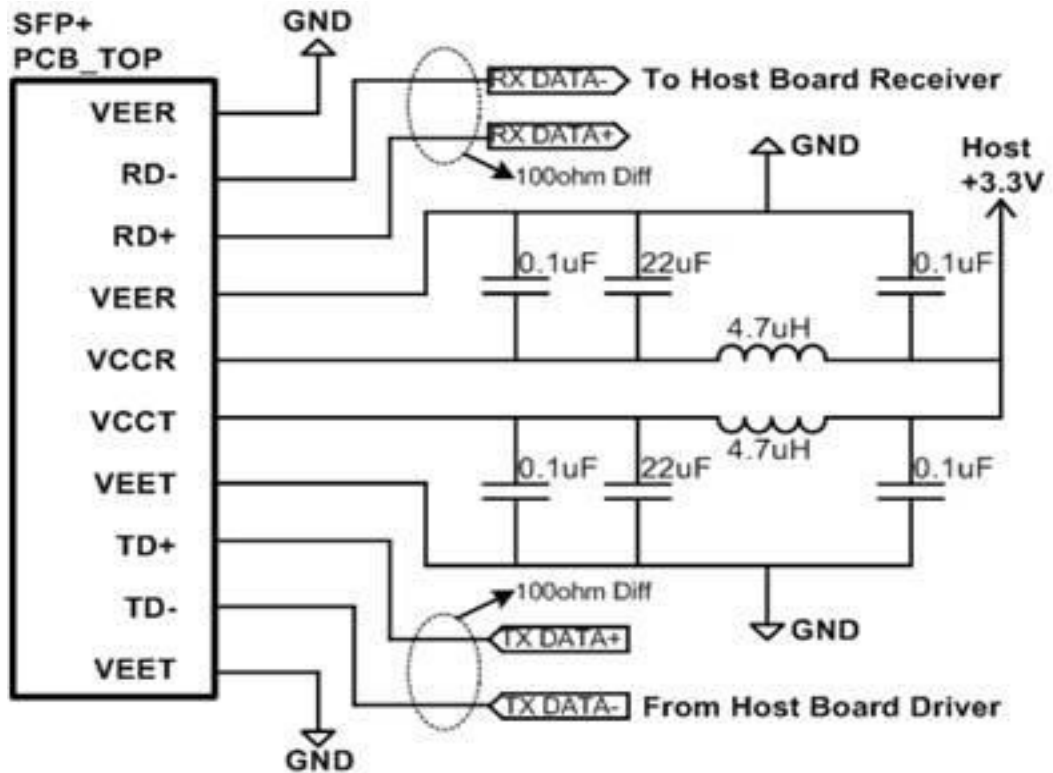 SFP+
PCB_TOP
GND
VEER
RD-
RD+
VEER
VCCR
VCCT
VEET
TD+
TD-
VEET
GND
RX DATA-
To Host Board Receiver
RX DATA+
100ohm Diff
GND
Host
+3.3V
0.1uF
22uF
0.1uF
4.7uH
4.7uH
0.1uF
22uF
0.1uF
100ohm Diff
GND
TX DATA+
TX DATA-
From Host Board Driver